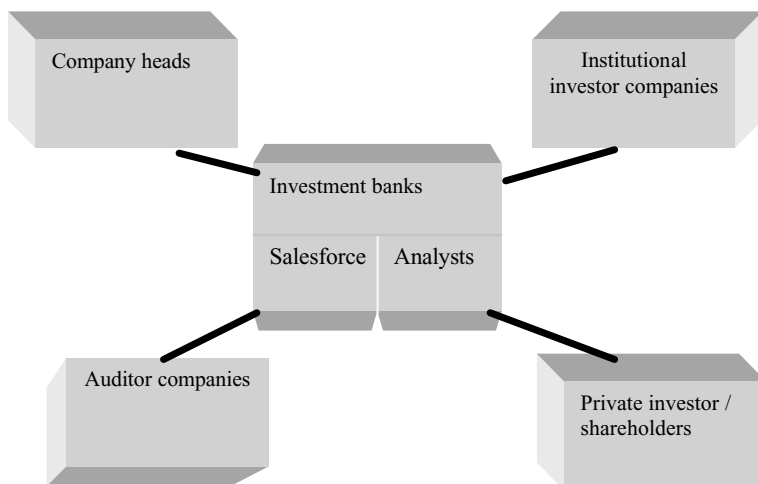 Company heads
Institutional
investor companies
Investment banks
Salesforce
Analysts
Auditor companies
Private investor /
shareholders